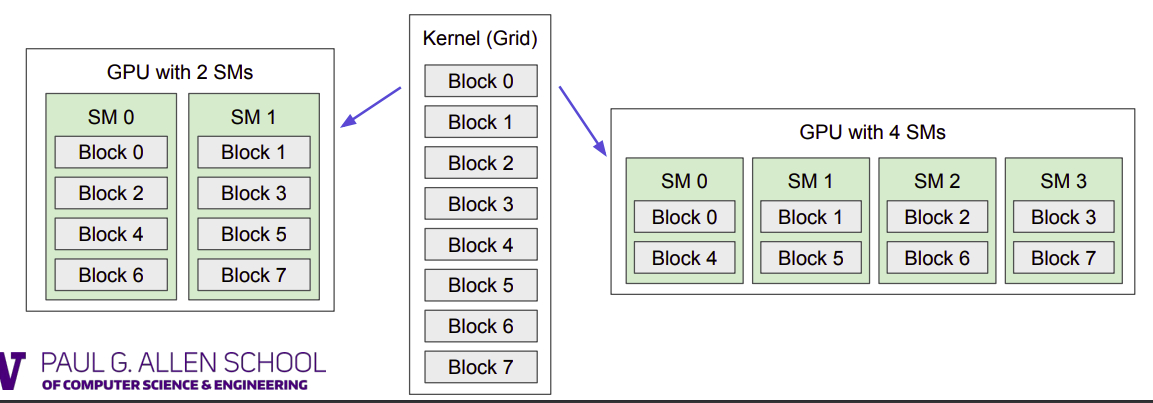 GPU with 2 SMs
SM 0
Block 0
Block 2
Block 4
Block 6
SM 1
Block 1
Block 3
Block 5
Block 7
Kernel (Grid)
Block 0
Block 1
Block 2
Block 3
Block 4
Block 5
Block 6
Block 7
GPU with 4 SMs
SM 0
Block 0
Block 4
SM 1
Block 1
Block 5
SM 2
Block 2
Block 6
SM 3
Block 3
Block 7
W PAUL G. ALLEN SCHOOL
OF COMPUTER SCIENCE & ENGINEERING